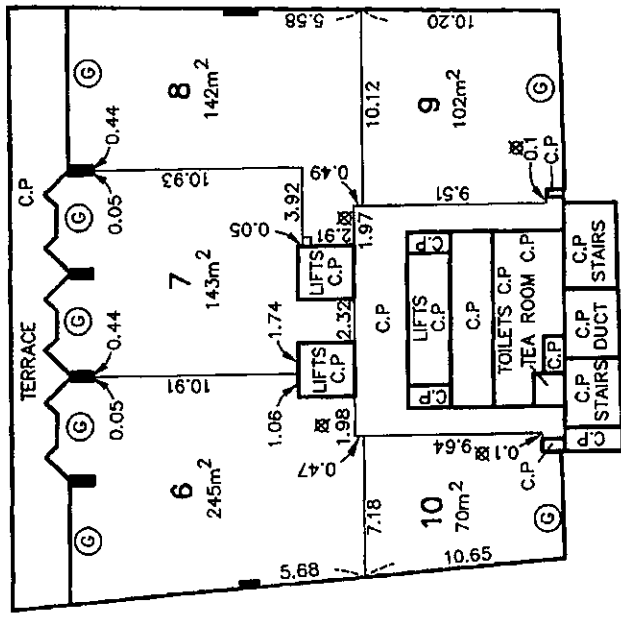 TERRACE
C.P
G
G
G
G
G
G
0.05
0.44
0.05
0.44
6
245m²
7
143m²
8
142m²
10.91
10.93
1.06
1.74
0.05
3.92
5.58
5.68
LIFTS
C.P
2.32
LIFTS
C.P
2.91
1.98
0.47
1.97
0.49
7.18
10.12
C.P
C.P
LIFTS
C.P
C.P
C.P
TOILETS C.P
TEA ROOM C.P
C.P
9.64
9.51
0.1
0.1
C.P
C.P
10
70m²
9
102m²
10.59
10.20
G
G
C.P
C.P
STAIRS
C.P
DUCT
C.P
STAIRS